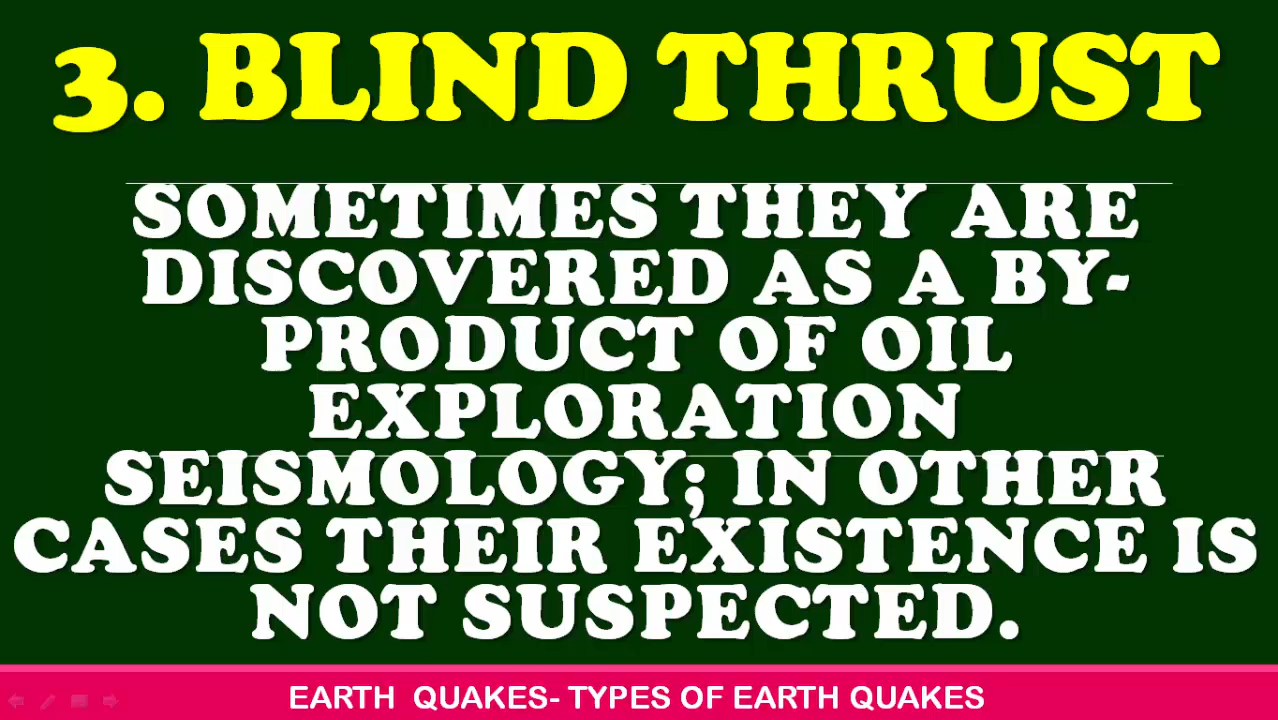 3. BLIND THRUST
SOMETIMES THEY ARE
DISCOVERED AS A BY-
PRODUCT OF OIL
EXPLORATION
SEISMOLOGY; IN OTHER
CASES THEIR EXISTENCE IS
NOT SUSPECTED.
EARTH  QUAKES- TYPES OF EARTH QUAKES